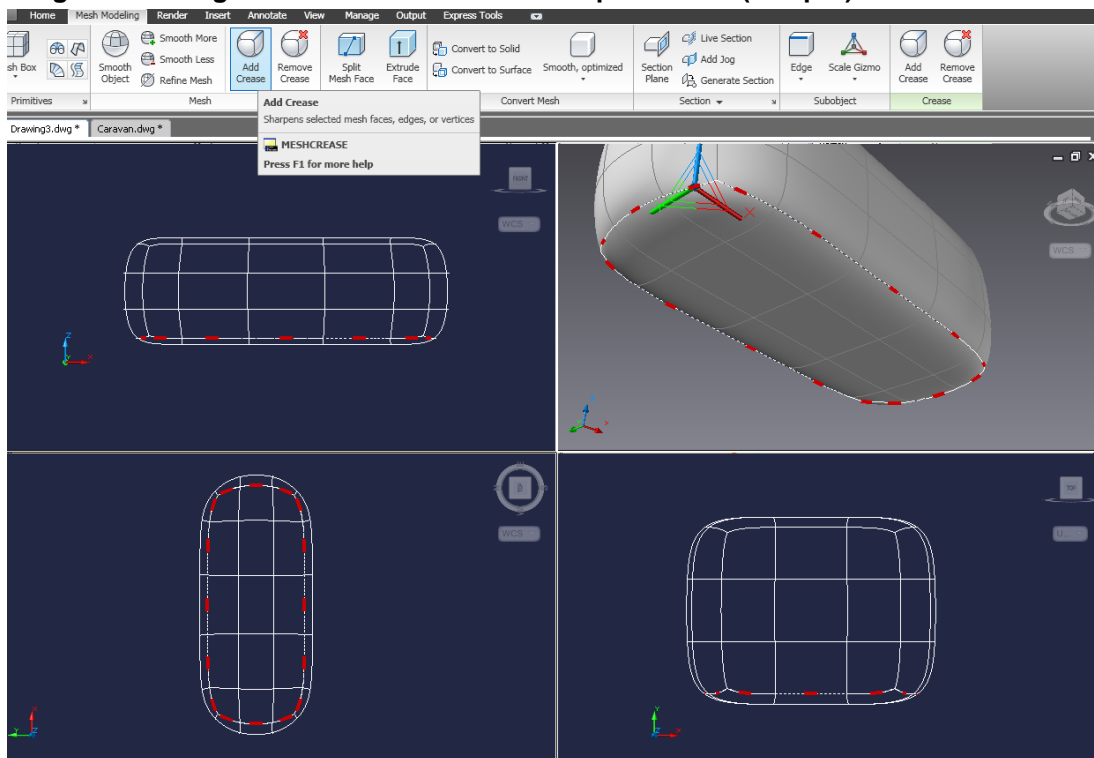 Home Mesh Modeling Render Insert Annotate View Manage Output Express Tools
Smooth More
Smooth Less
Refine Mesh
sh Box
Smooth Object
Add Crease
Remove Crease
Split Mesh Face
Extrude Face
Convert to Solid
Convert to Surface
Smooth, optimized
Section Plane
Live Section
Add Jog
Generate Section
Edge
Scale Gizmo
Add Crease
Remove Crease
Primitives Mesh Convert Mesh Section Subobject Crease
Add Crease
Sharpens selected mesh faces, edges, or vertices
MESHCREASE
Press F1 for more help
Drawing3.dwg * Caravan.dwg *
FRONT
WCS
Z
Y X
X
WCS
X
D
WCS
X
Y Z
TOP
U...
Y
Z X